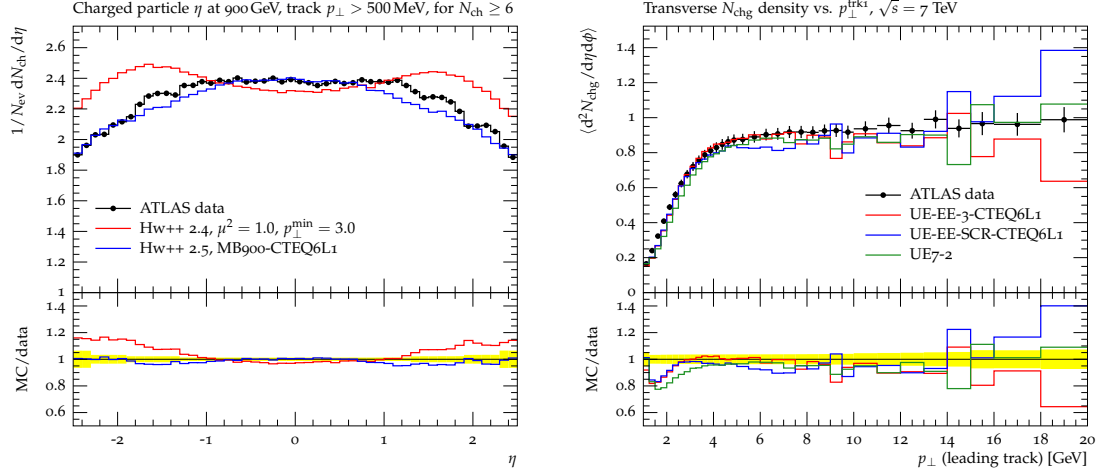 Charged particle η at 900 GeV, track p⊥ > 500 MeV, for Nch ≥ 6
1/Nev dNch/dη
2.6
2.4
2.2
2
1.8
1.6
1.4
1.2
1
ATLAS data
Hw++ 2.4, μ² = 1.0, p⊥^min = 3.0
Hw++ 2.5, MB900-CTEQ6L1
MC/data
1.4
1.2
1
0.8
0.6
-2 -1 0 1 2
η
Transverse Nchg density vs. p⊥^trk1, √s = 7 TeV
⟨d²Nchg/dηdφ⟩
1.4
1.2
1
0.8
0.6
0.4
0.2
0
ATLAS data
UE-EE-3-CTEQ6L1
UE-EE-SCR-CTEQ6L1
UE7-2
MC/data
1.4
1.2
1
0.8
0.6
2 4 6 8 10 12 14 16 18 20
p⊥ (leading track) [GeV]